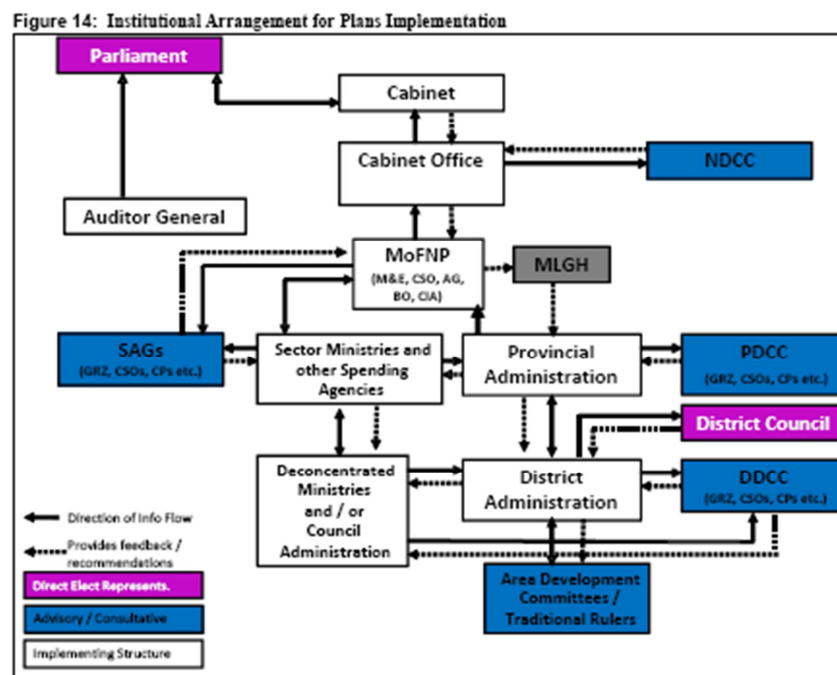 Figure 14: Institutional Arrangement for Plans Implementation
Parliament
Cabinet
Cabinet Office
NDCC
Auditor General
MoFNP
(M&E, CSO, AG,
BO, CIA)
MLGH
SAGs
(GRZ, CSOs, CPs etc.)
Sector Ministries and
other Spending
Agencies
Provincial
Administration
PDCC
(GRZ, CSOs, CPs etc.)
District Council
Deconcentrated
Ministries
and / or
Council
Administration
District
Administration
DDCC
(GRZ, CSOs, CPs etc.)
Area Development
Committees /
Traditional Rulers
Direction of Info Flow
Provides feedback /
recommendations
Direct Elect Represents.
Advisory / Consultative
Implementing Structure